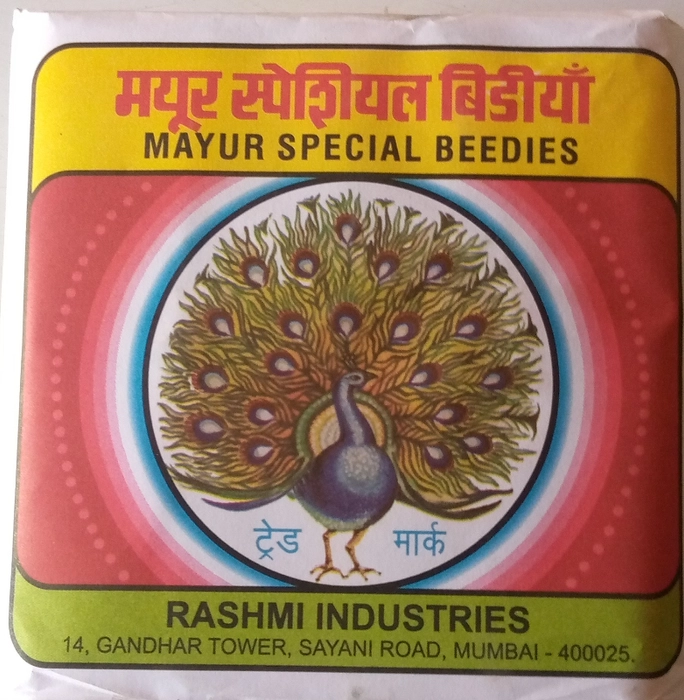 मयूर स्पेशियल बिडीयाँ
MAYUR SPECIAL BEEDIES
ट्रेड मार्क
RASHMI INDUSTRIES
14, GANDHAR TOWER, SAYANI ROAD, MUMBAI - 400025.